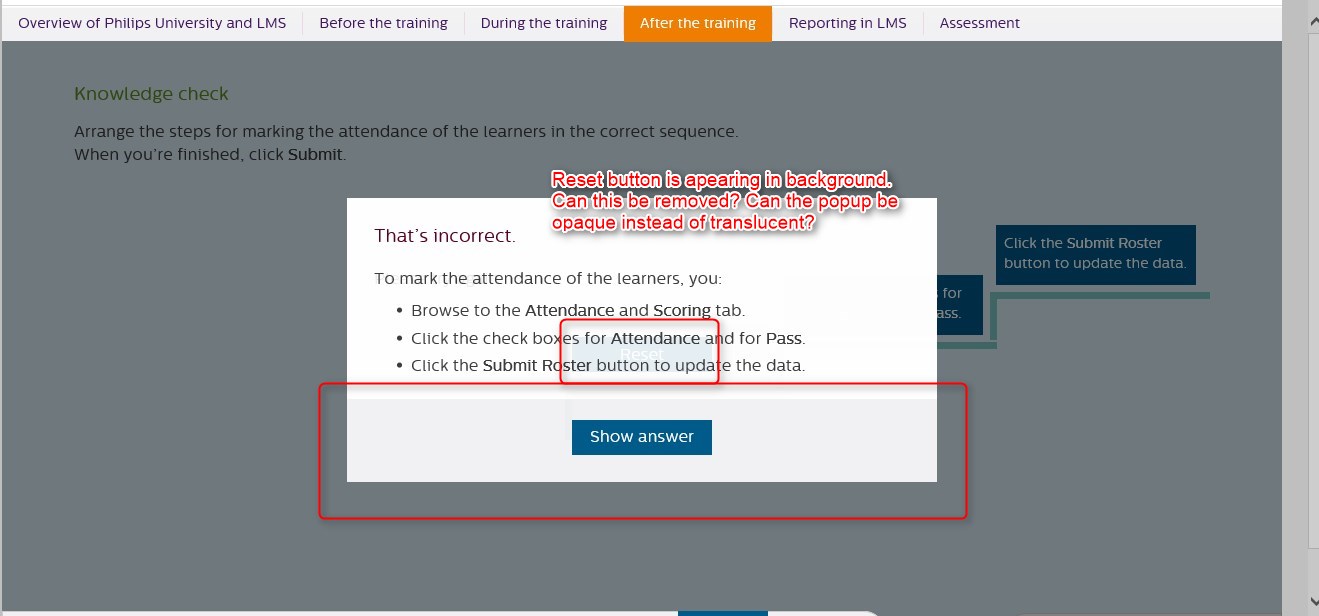 Overview of Philips University and LMS
Before the training
During the training
After the training
Reporting in LMS
Assessment
Knowledge check
Arrange the steps for marking the attendance of the learners in the correct sequence.
When you're finished, click Submit.
Reset button is apearing in background.
Can this be removed? Can the popup be
opaque instead of translucent?
That's incorrect.
To mark the attendance of the learners, you:
• Browse to the Attendance and Scoring tab.
• Click the check boxes for Attendance and for Pass.
• Click the Submit Roster button to update the data.
Reset
Show answer
for
ass.
Click the Submit Roster
button to update the data.